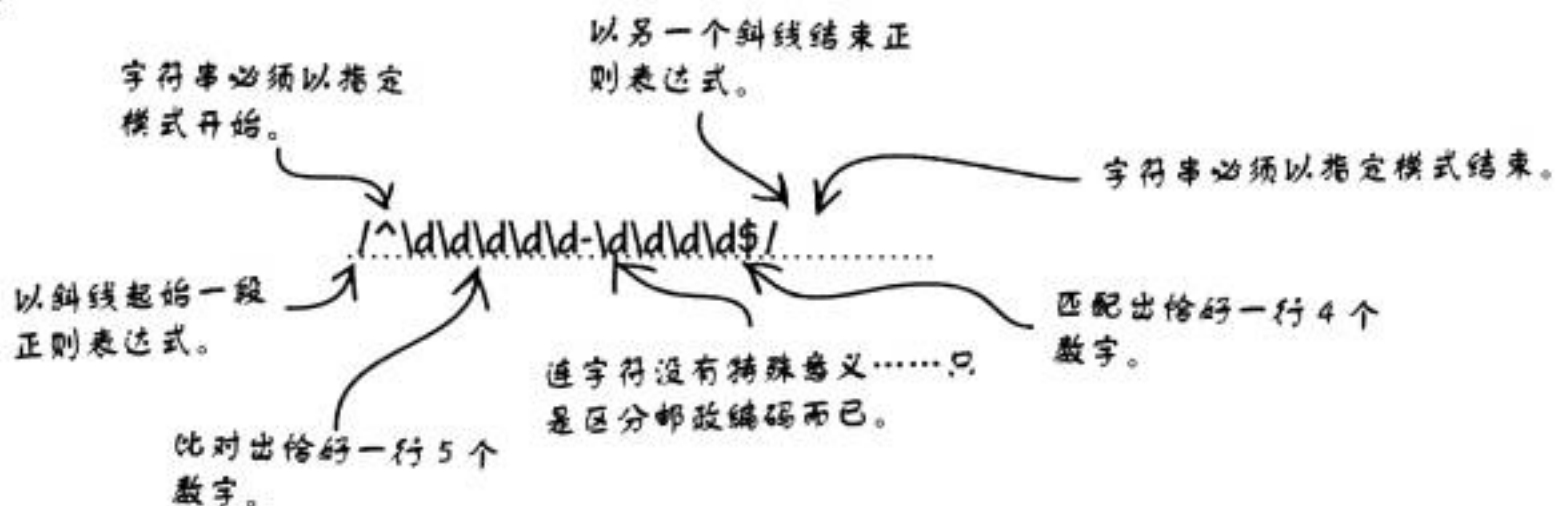 以另一个斜线结束正
则表达式。
字符串必须以指定
模式开始。
字符串必须以指定模式结束。
/^\d\d\d\d\d-\d\d\d\d$/
以斜线起始一段
正则表达式。
匹配出恰好一行4个
数字。
连字符没有特殊意义……只
是区分邮政编码而已。
比对出恰好一行5个
数字。